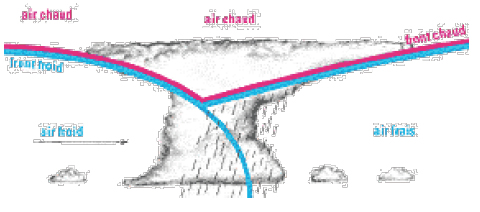 air chaud
air chaud
front chaud
front froid
air froid
air frais